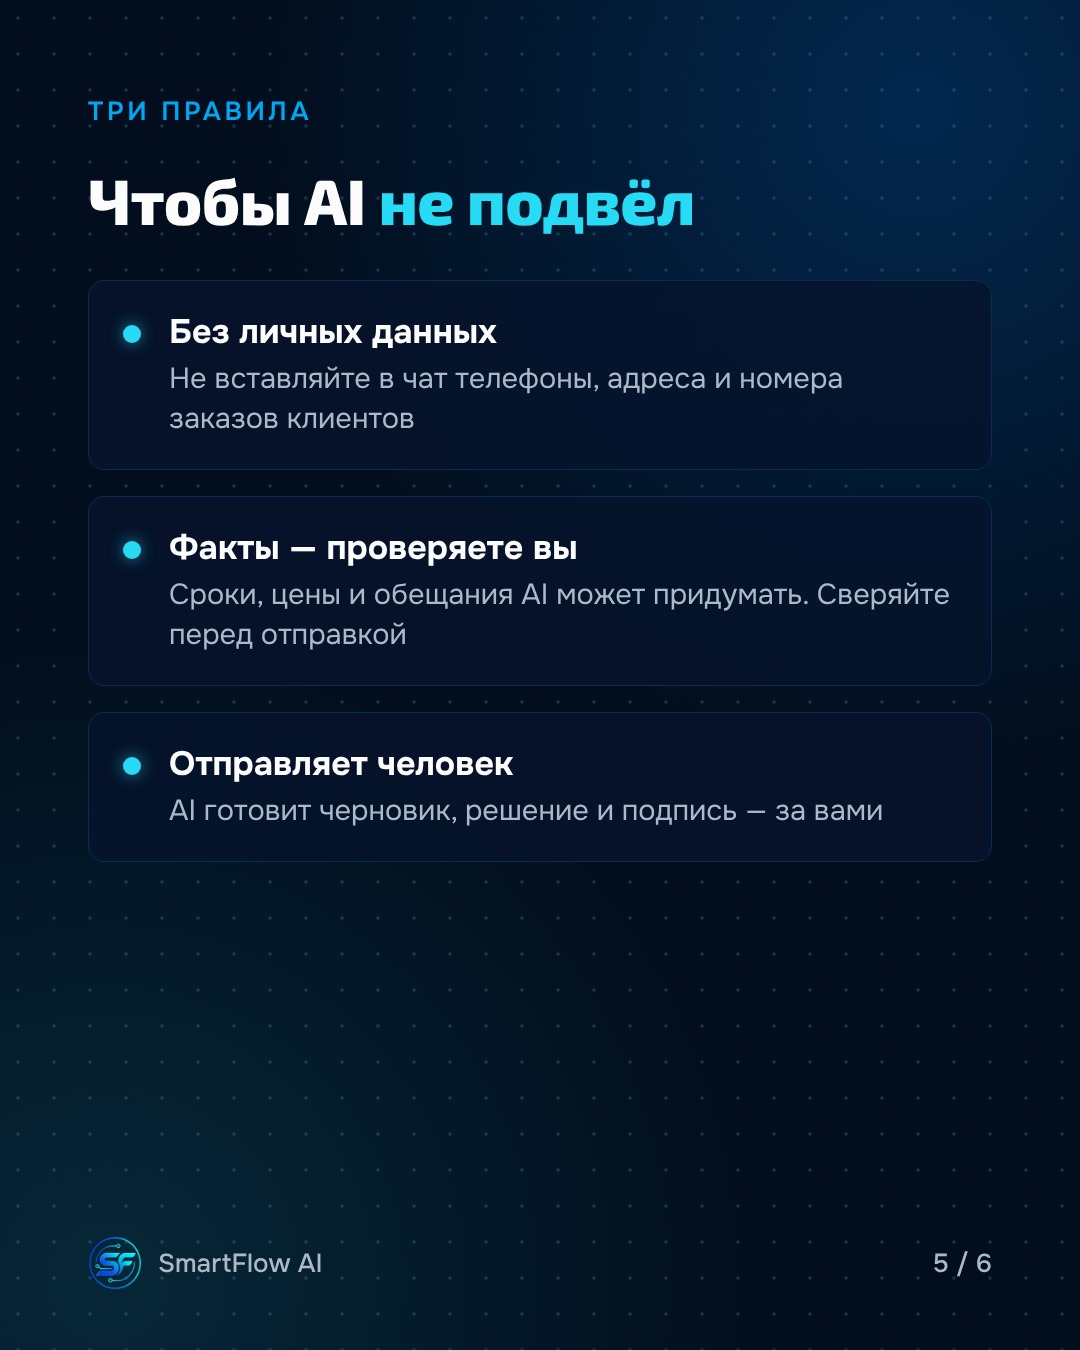 ТРИ ПРАВИЛА
Чтобы AI не подвёл
Без личных данных
Не вставляйте в чат телефоны, адреса и номера
заказов клиентов
Факты — проверяете вы
Сроки, цены и обещания AI может придумать. Сверяйте
перед отправкой
Отправляет человек
AI готовит черновик, решение и подпись — за вами
SF SmartFlow AI
5 / 6